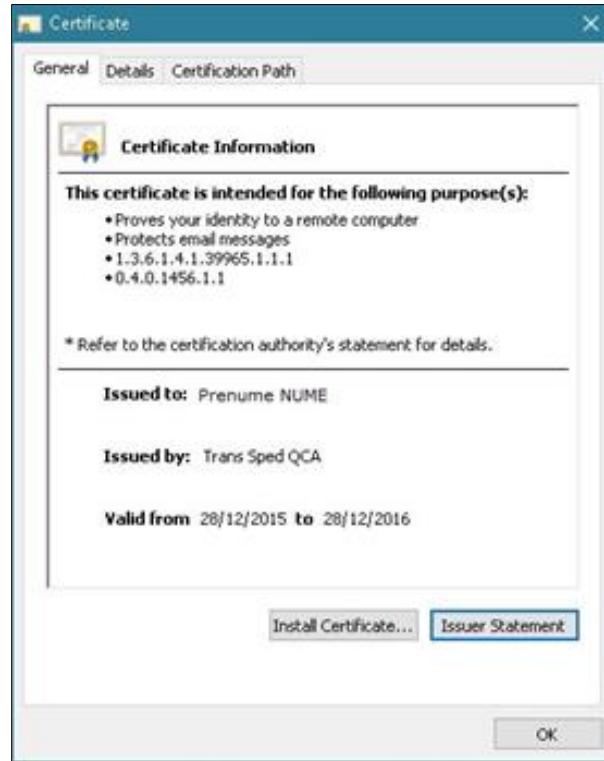 Certificate
General Details Certification Path
Certificate Information
This certificate is intended for the following purpose(s):
•Proves your identity to a remote computer
•Protects email messages
•1.3.6.1.4.1.39965.1.1.1
•0.4.0.1456.1.1
* Refer to the certification authority's statement for details.
Issued to: Prenume NUME
Issued by: Trans Sped QCA
Valid from 28/12/2015 to 28/12/2016
Install Certificate... Issuer Statement
OK